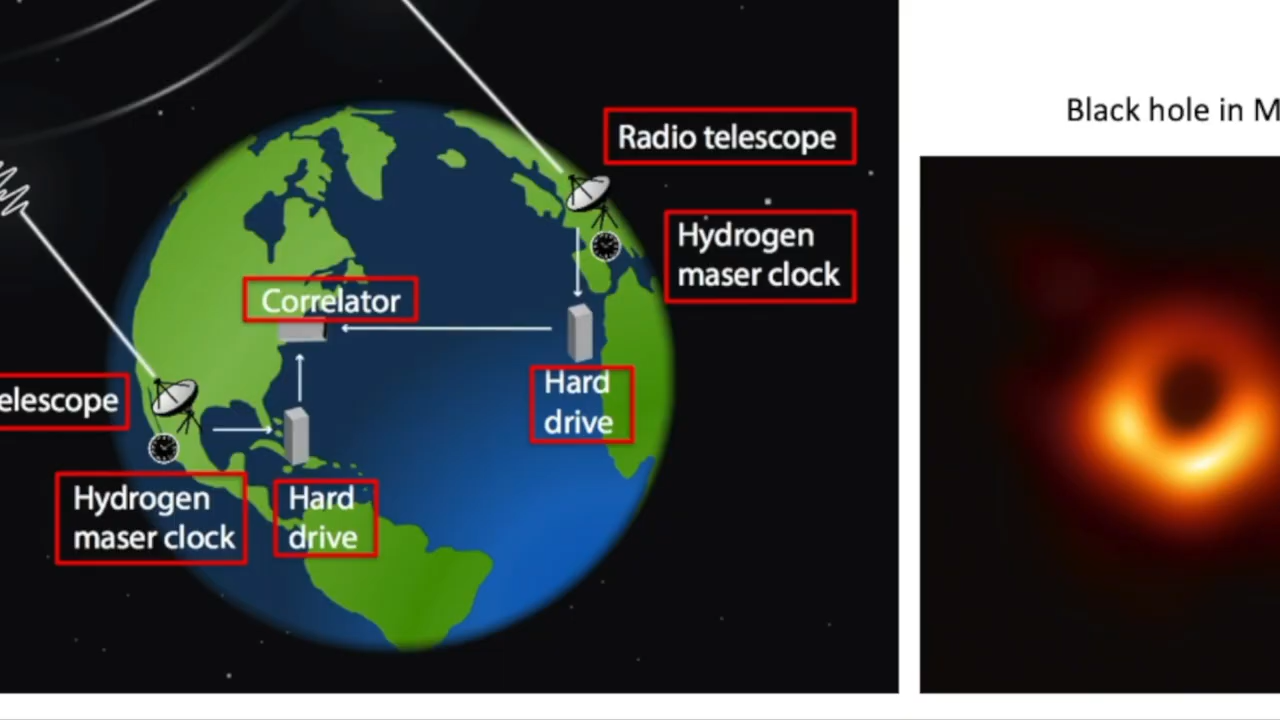 Black hole in M
Radio telescope
Hydrogen
maser clock
Correlator
Hard
drive
elescope
Hydrogen
maser clock
Hard
drive